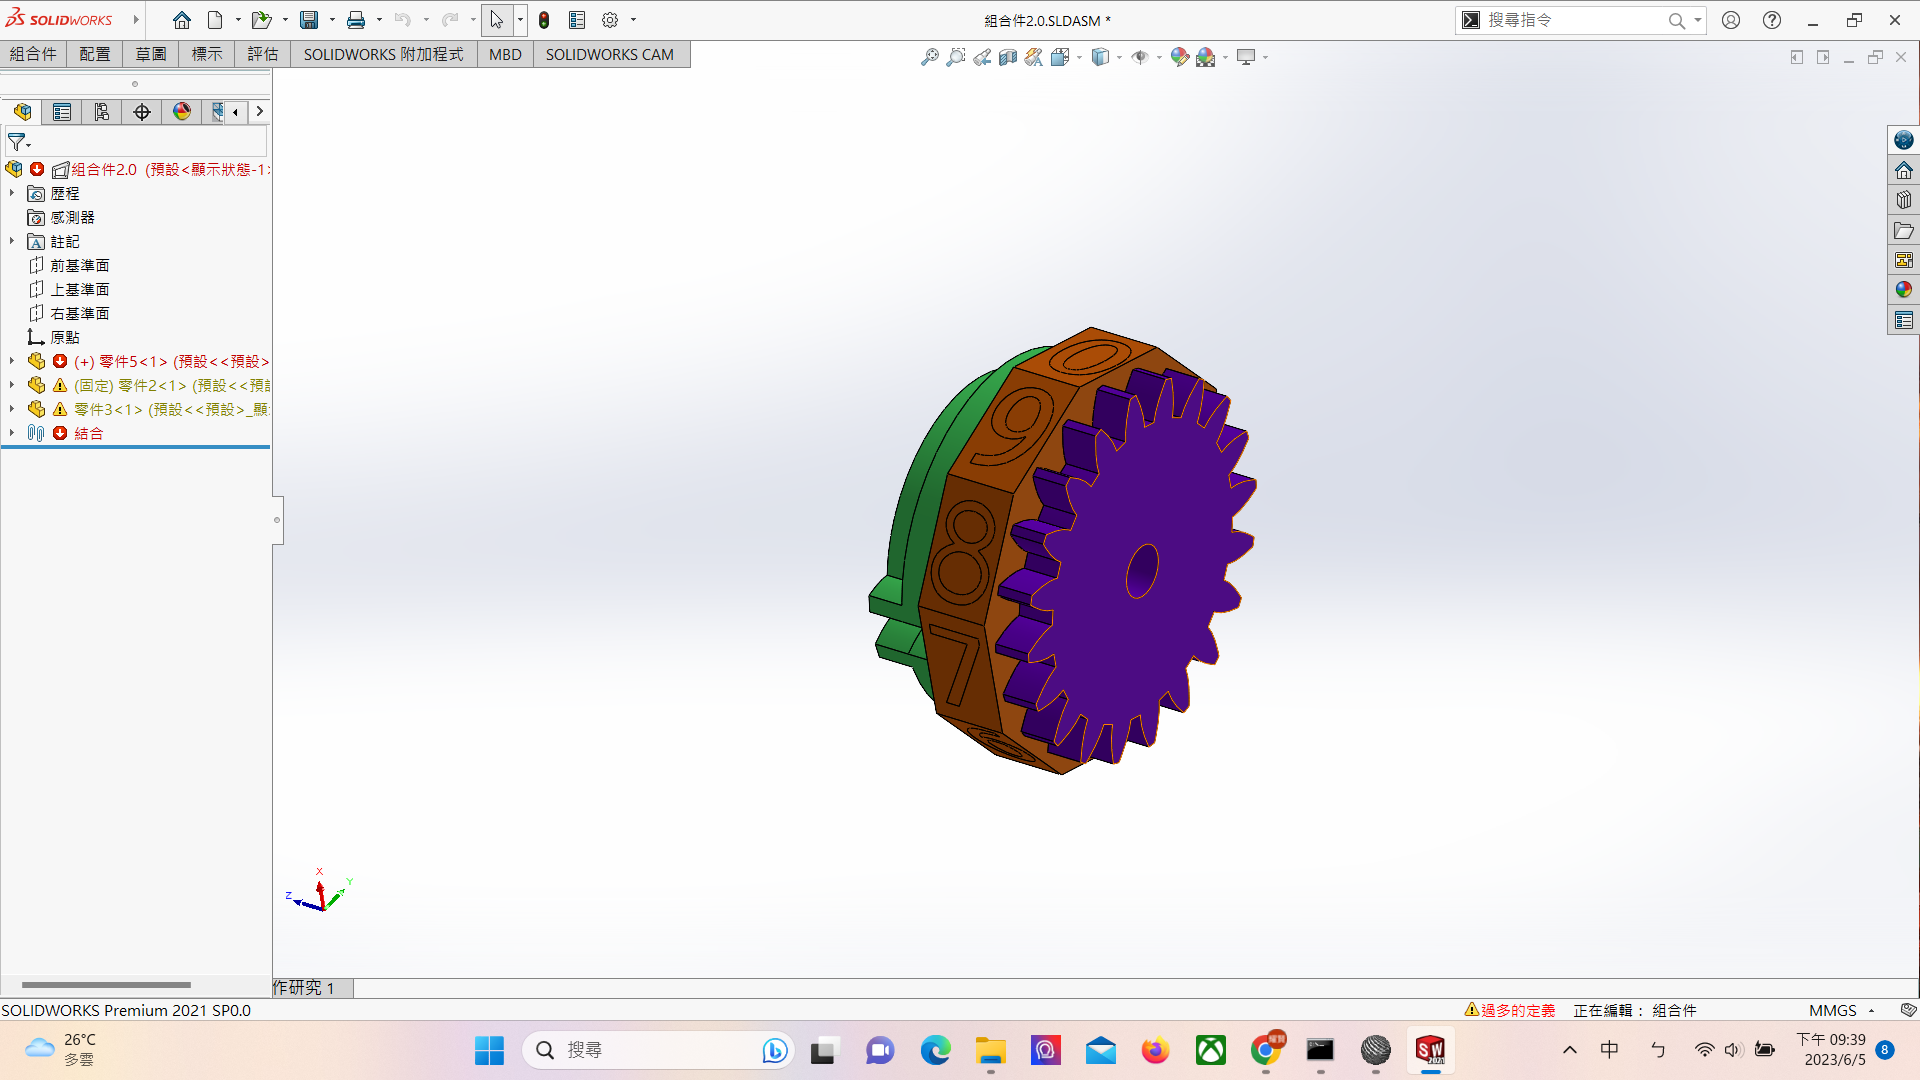 SOLIDWORKS
組合件2.0.SLDASM *
搜尋指令
組合件 配置 草圖 標示 評估 SOLIDWORKS 附加程式 MBD SOLIDWORKS CAM
組合件2.0 (預設<顯示狀態-1>
歷程
感測器
註記
前基準面
上基準面
右基準面
原點
(+) 零件5<1> (預設<<預設>
(固定) 零件2<1> (預設<<預設
零件3<1> (預設<<預設>_顯
結合
0
9
8
7
X
Y
Z
作研究 1
SOLIDWORKS Premium 2021 SP0.0
過多的定義 正在編輯： 組合件 MMGS
26°C
多雲
搜尋
SW
2021
中
ㄅ
下午 09:39
2023/6/5
8